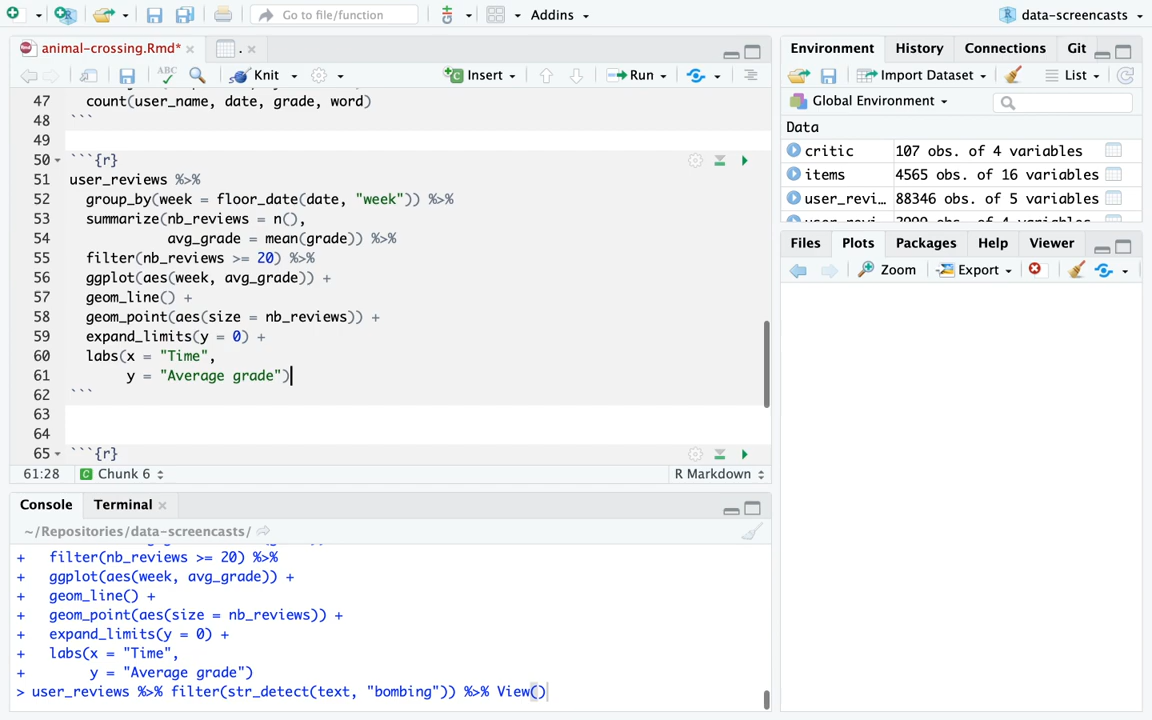 Go to file/function
Addins
data-screencasts
animal-crossing.Rmd*
.
ABC
Knit
Insert
Run
47 count(user_name, date, grade, word)
48 ```
49
50 ```{r}
51 user_reviews %>%
52 group_by(week = floor_date(date, "week")) %>%
53 summarize(nb_reviews = n(),
54 avg_grade = mean(grade)) %>%
55 filter(nb_reviews >= 20) %>%
56 ggplot(aes(week, avg_grade)) +
57 geom_line() +
58 geom_point(aes(size = nb_reviews)) +
59 expand_limits(y = 0) +
60 labs(x = "Time",
61 y = "Average grade")
62 ```
63
64
65 ```{r}
61:28 C Chunk 6 R Markdown
Console Terminal
~/Repositories/data-screencasts/
+ filter(nb_reviews >= 20) %>%
+ ggplot(aes(week, avg_grade)) +
+ geom_line() +
+ geom_point(aes(size = nb_reviews)) +
+ expand_limits(y = 0) +
+ labs(x = "Time",
+ y = "Average grade")
> user_reviews %>% filter(str_detect(text, "bombing")) %>% View()
Environment History Connections Git
Import Dataset List
Global Environment
Data
critic 107 obs. of 4 variables
items 4565 obs. of 16 variables
user_revi… 88346 obs. of 5 variables
Files Plots Packages Help Viewer
Zoom Export